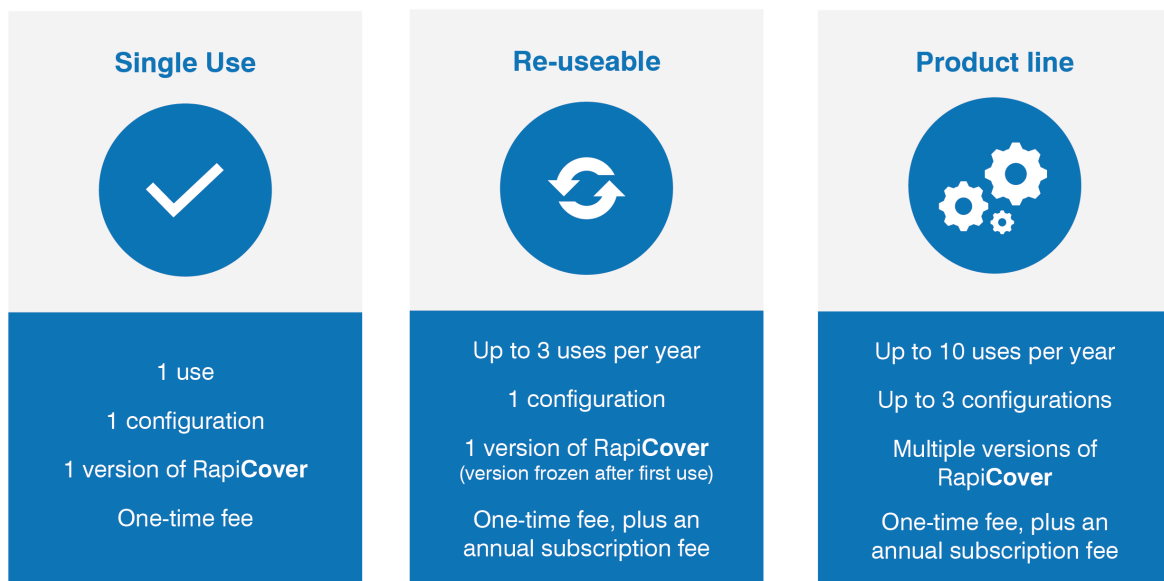 Single Use
1 use
1 configuration
1 version of RapiCover
One-time fee
Re-useable
Up to 3 uses per year
1 configuration
1 version of RapiCover
(version frozen after first use)
One-time fee, plus an
annual subscription fee
Product line
Up to 10 uses per year
Up to 3 configurations
Multiple versions of
RapiCover
One-time fee, plus an
annual subscription fee